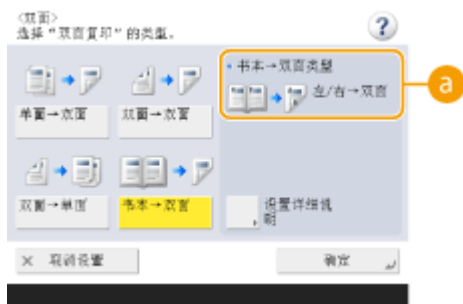 <双面>
选择“双面复印”的类型。
?
• 书本→双面类型
左/右→双面
a
单面→双面
双面→双面
双面→单面
书本→双面
设置详细说
明
× 取消设置
确定